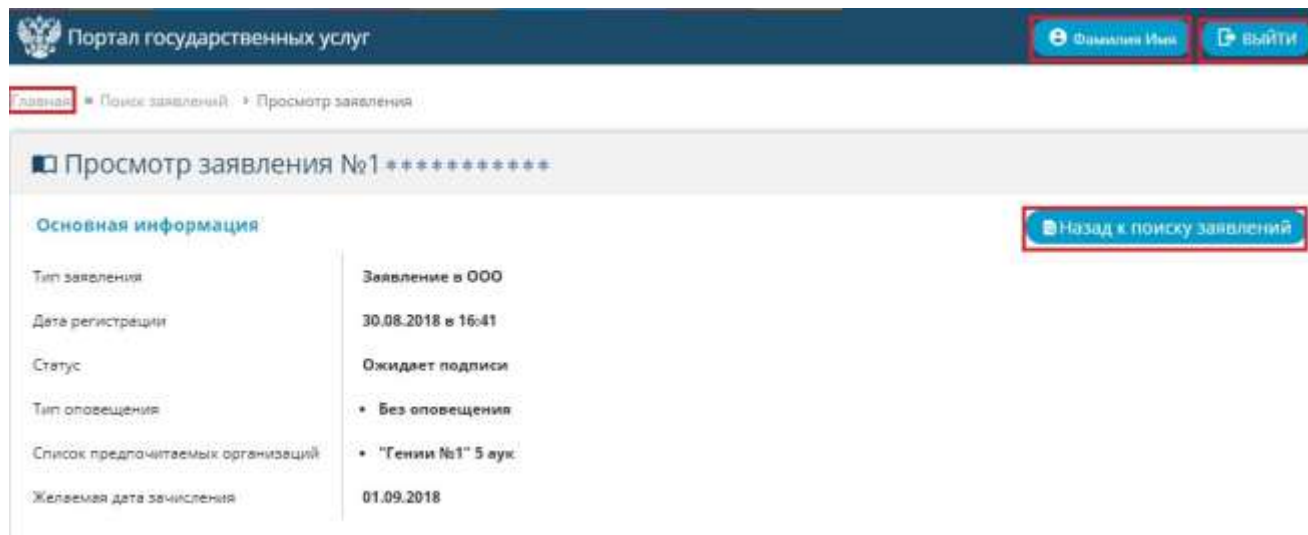 Портал государственных услуг
Фамилия Имя
ВЫЙТИ
Главная Поиск заявлений Просмотр заявления
Просмотр заявления №1***********
Основная информация
Назад к поиску заявлений
Тип заявления Заявление в ООО
Дата регистрации 30.08.2018 в 16:41
Статус Ожидает подписи
Тип оповещения • Без оповещения
Список предпочитаемых организаций • "Гении №1" 5 аук
Желаемая дата зачисления 01.09.2018